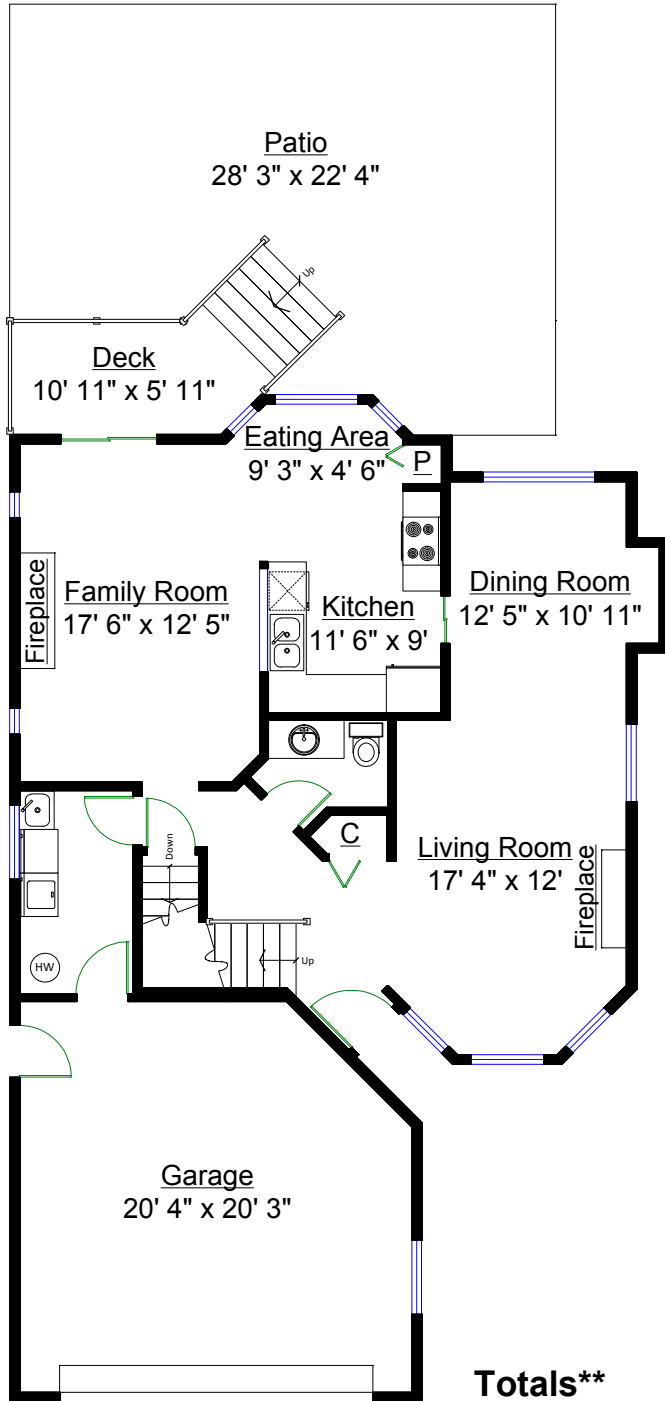 Patio
28' 3" x 22' 4"
Up
Deck
10' 11" x 5' 11"
Eating Area
9' 3" x 4' 6"
P
Fireplace
Family Room
17' 6" x 12' 5"
Kitchen
11' 6" x 9'
Dining Room
12' 5" x 10' 11"
C
Down
Living Room
17' 4" x 12'
Fireplace
HW
Up
Garage
20' 4" x 20' 3"
Totals**